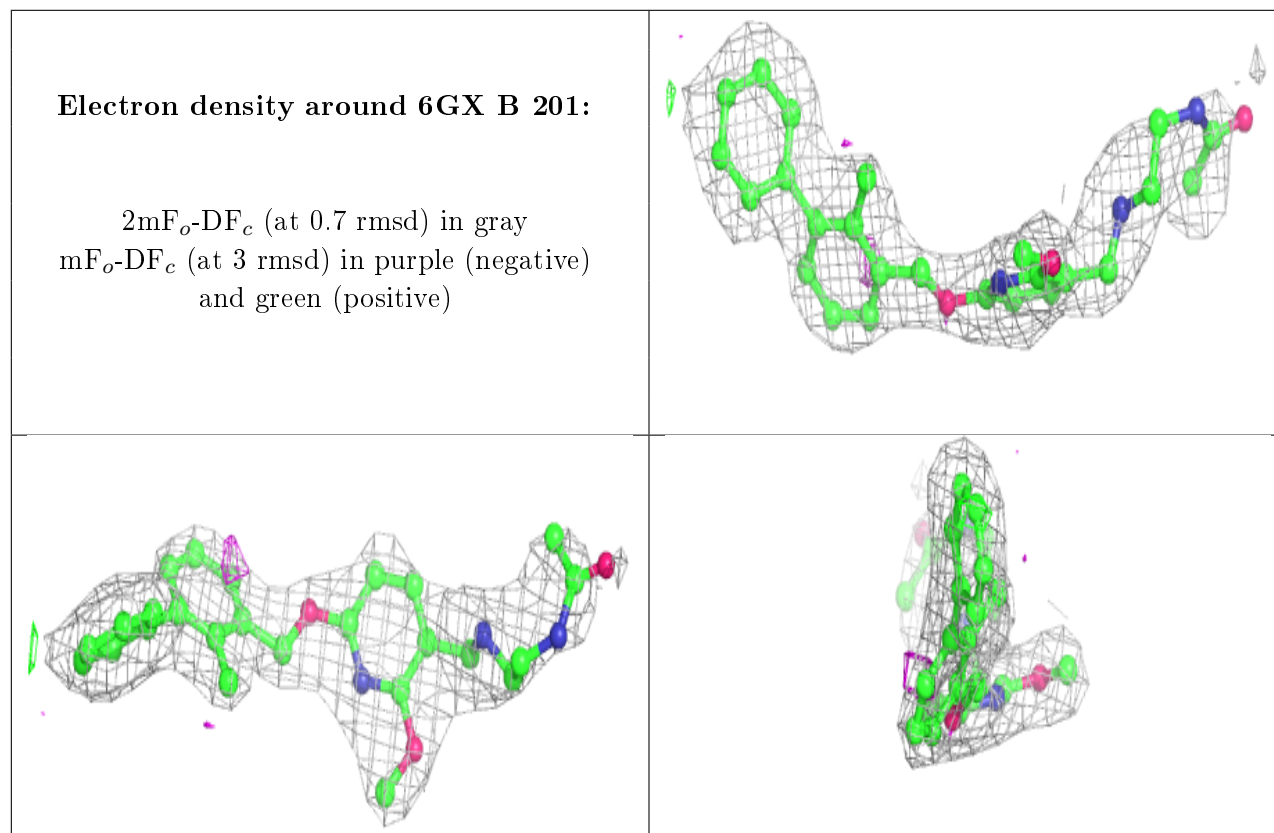 Electron density around 6GX B 201:
2mFo-DFc (at 0.7 rmsd) in gray
mFo-DFc (at 3 rmsd) in purple (negative)
and green (positive)